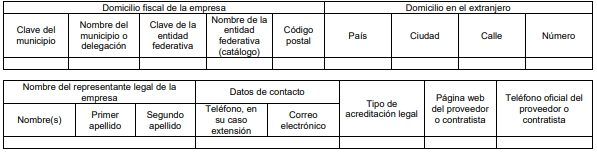 Domicilio fiscal de la empresa
Domicilio en el extranjero
Clave del
municipio
Nombre del
municipio o
delegación
Clave de la
entidad
federativa
Nombre de la
entidad
federativa
(catálogo)
Código
postal
País
Ciudad
Calle
Número
Nombre del representante legal de la
empresa
Datos de contacto
Tipo de
acreditación legal
Página web
del proveedor
o contratista
Teléfono oficial del
proveedor o
contratista
Nombre(s)
Primer
apellido
Segundo
apellido
Teléfono, en
su caso
extensión
Correo
electrónico